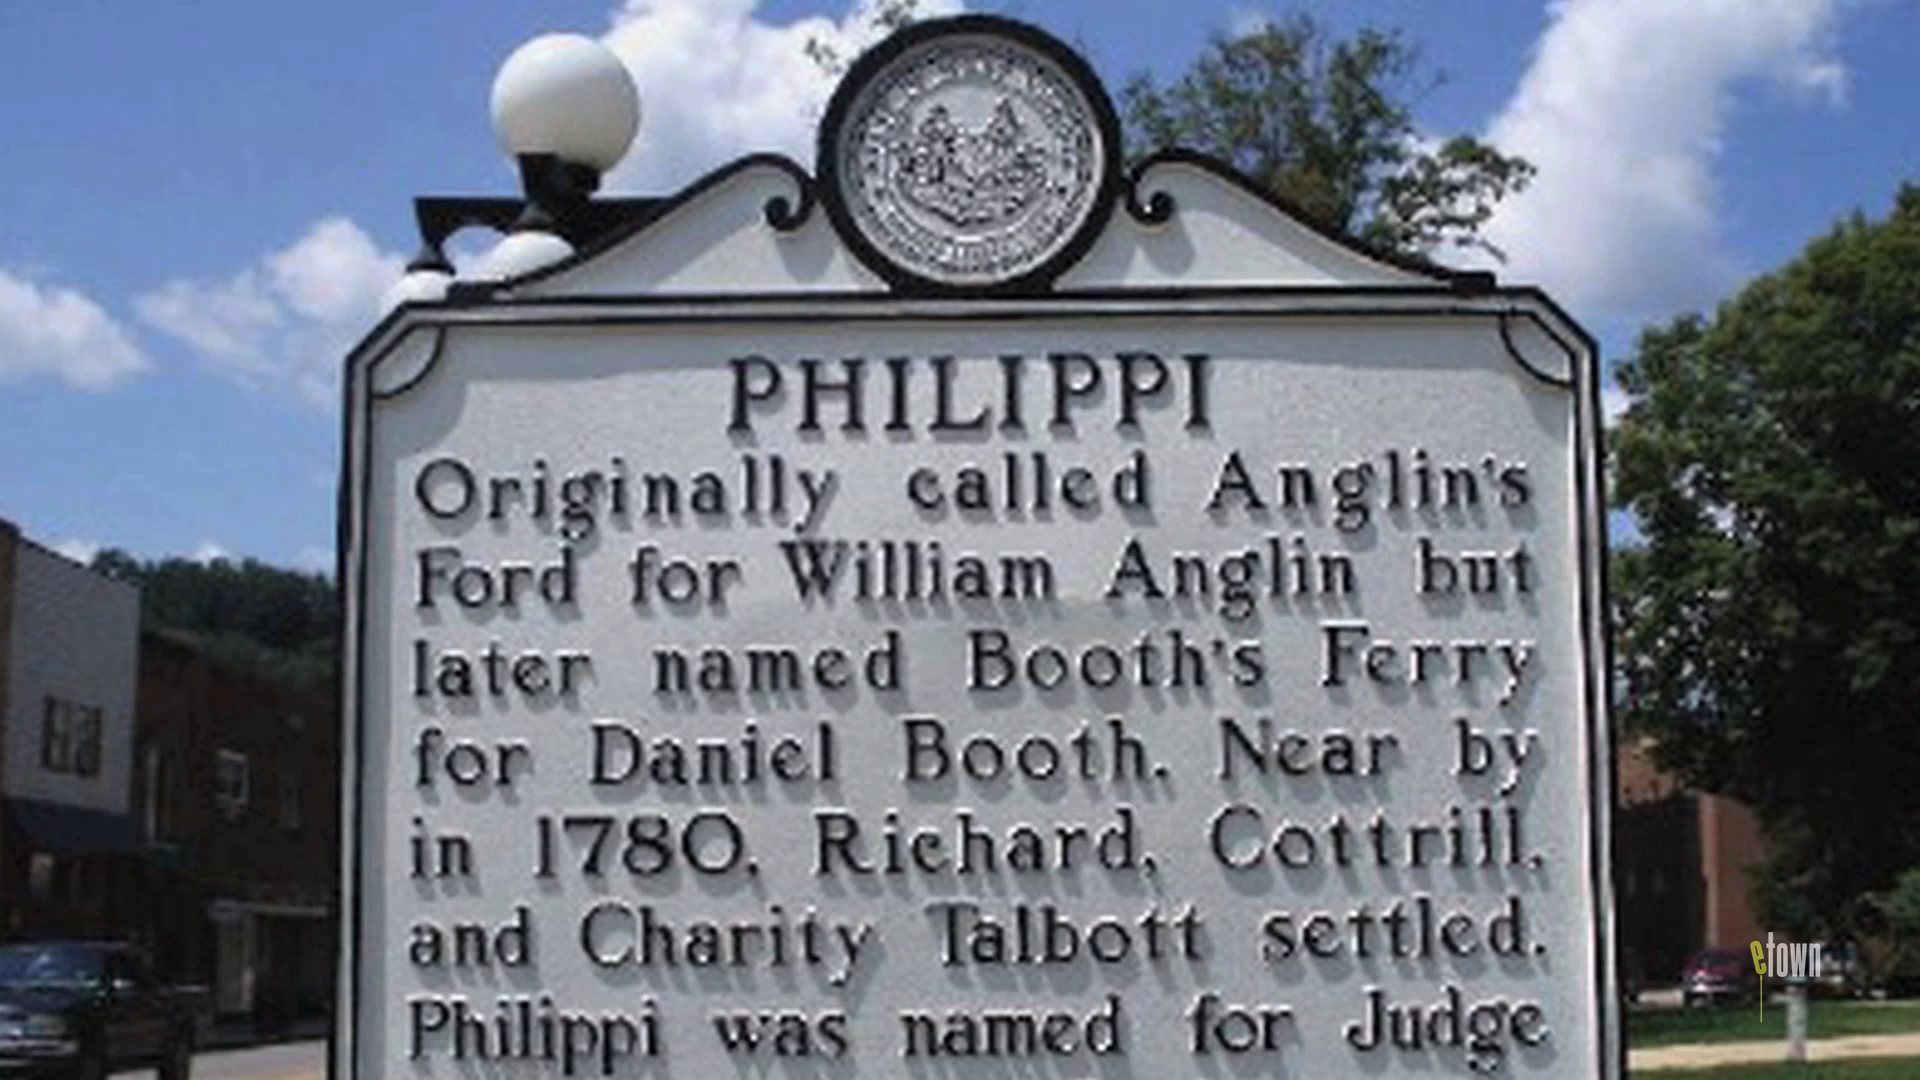 PHILIPPI
Originally called Anglin's
Ford for William Anglin but
later named Booth's Ferry
for Daniel Booth. Near by
in 1780, Richard, Cottrill,
and Charity Talbott settled.
Philippi was named for Judge
etown